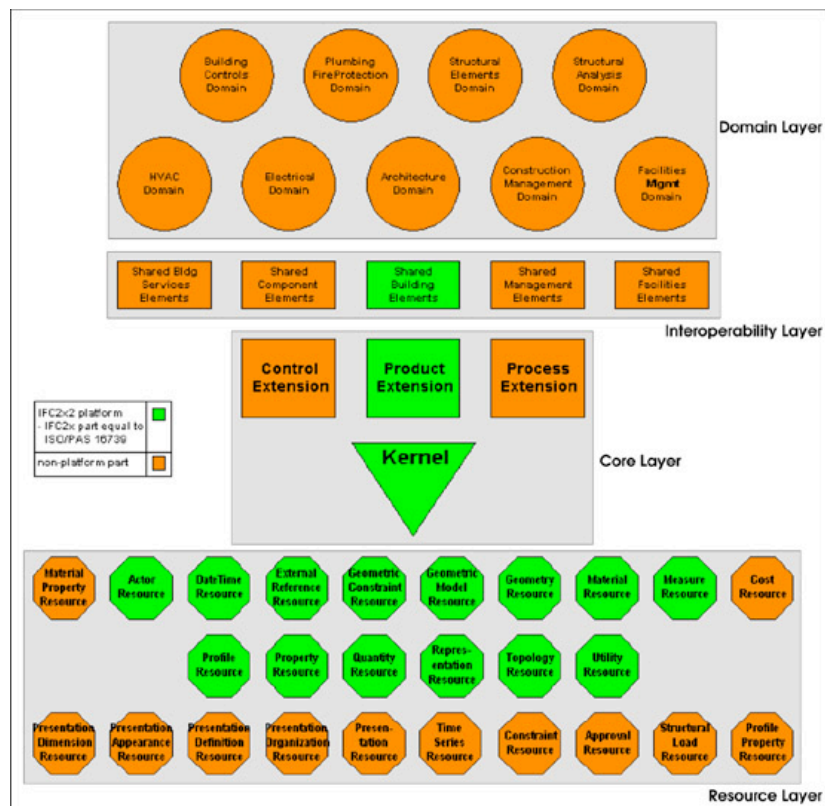 Building
Controls
Domain
Plumbing
FireProtection
Domain
Structural
Elements
Domain
Structural
Analysis
Domain
Domain Layer
HVAC
Domain
Electrical
Domain
Architecture
Domain
Construction
Management
Domain
Facilities
Mgmt
Domain
Shared Bldg
Services
Elements
Shared
Component
Elements
Shared
Building
Elements
Shared
Management
Elements
Shared
Facilities
Elements
Interoperability Layer
Control
Extension
Product
Extension
Process
Extension
IFC2x2 platform
- IFC2x part equal to
ISO/PAS 16739
non-platform part
Kernel
Core Layer
Material
Property
Resource
Actor
Resource
DateTime
Resource
External
Reference
Resource
Geometric
Constraint
Resource
Geometric
Model
Resource
Geometry
Resource
Material
Resource
Measure
Resource
Cost
Resource
Profile
Resource
Property
Resource
Quantity
Resource
Repres-
entation
Resource
Topology
Resource
Utility
Resource
Presentation
Dimension
Resource
Presentation
Appearance
Resource
Presentation
Definition
Resource
Presentation
Organization
Resource
Presen-
tation
Resource
Time
Series
Resource
Constraint
Resource
Approval
Resource
Structural
Load
Resource
Profile
Property
Resource
Resource Layer